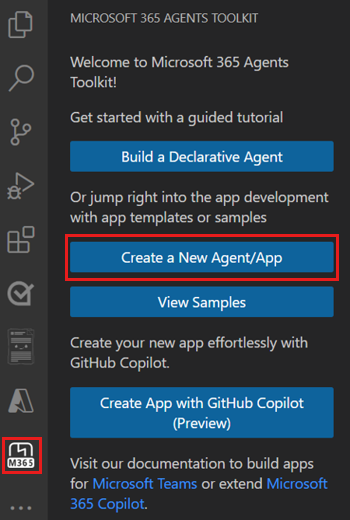 MICROSOFT 365 AGENTS TOOLKIT
Welcome to Microsoft 365 Agents
Toolkit!
Get started with a guided tutorial
Build a Declarative Agent
Or jump right into the app development
with app templates or samples
Create a New Agent/App
View Samples
Create your new app effortlessly with
GitHub Copilot.
Create App with GitHub Copilot
(Preview)
M365
Visit our documentation to build apps
for Microsoft Teams or extend Microsoft
365 Copilot.